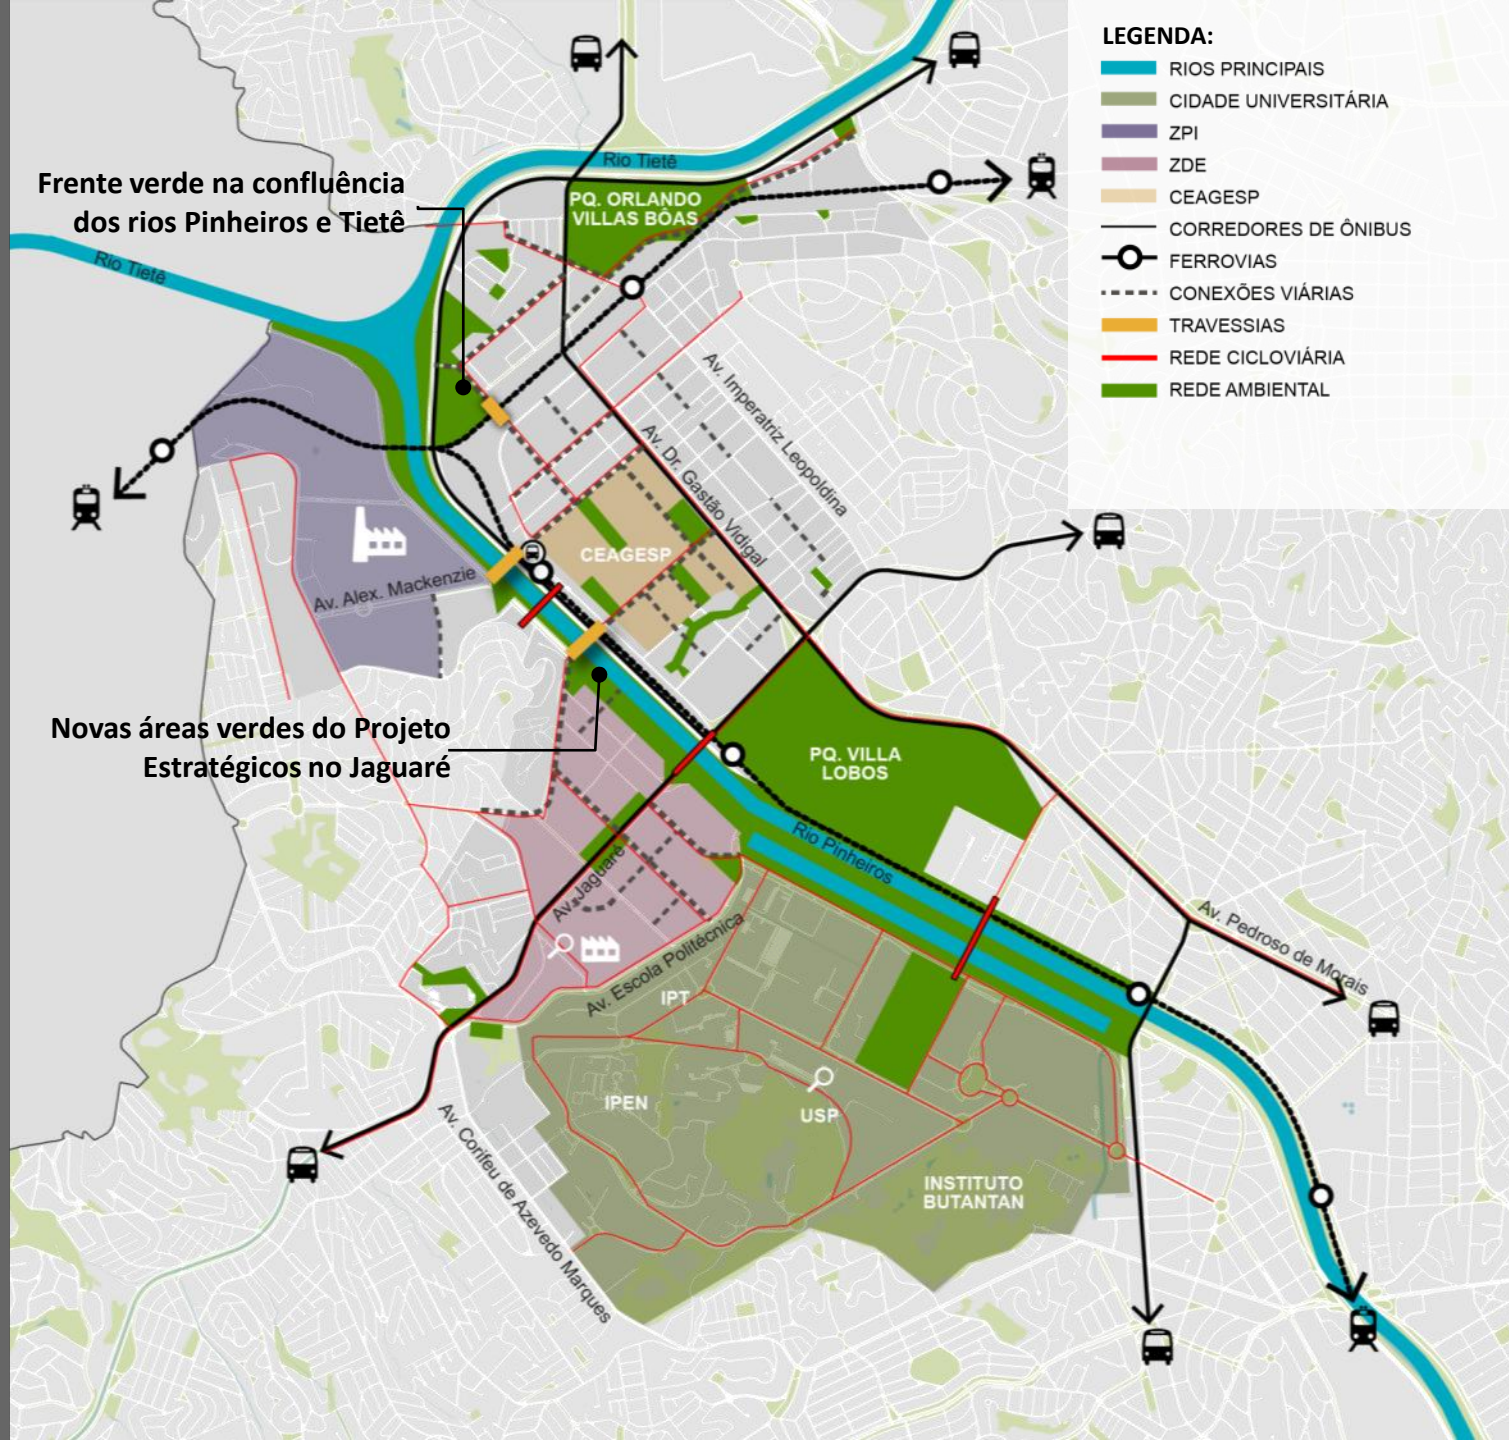 LEGENDA:
RIOS PRINCIPAIS
CIDADE UNIVERSITÁRIA
ZPI
ZDE
CEAGESP
CORREDORES DE ÔNIBUS
FERROVIAS
CONEXÕES VIÁRIAS
TRAVESSIAS
REDE CICLOVIÁRIA
REDE AMBIENTAL
Rio Tietê
Frente verde na confluência
dos rios Pinheiros e Tietê
PQ. ORLANDO
VILLAS BÔAS
Rio Tietê
Av. Imperatriz Leopoldina
Av. Dr. Gastão Vidigal
CEAGESP
Av. Alex. Mackenzie
Novas áreas verdes do Projeto
Estratégicos no Jaguaré
PQ. VILLA
LOBOS
Rio Pinheiros
Av. Jaguaré
Av. Escola Politécnica
Av. Pedroso de Morais
IPT
IPEN
USP
INSTITUTO
BUTANTAN
Av. Corifeu de Azevedo Marques